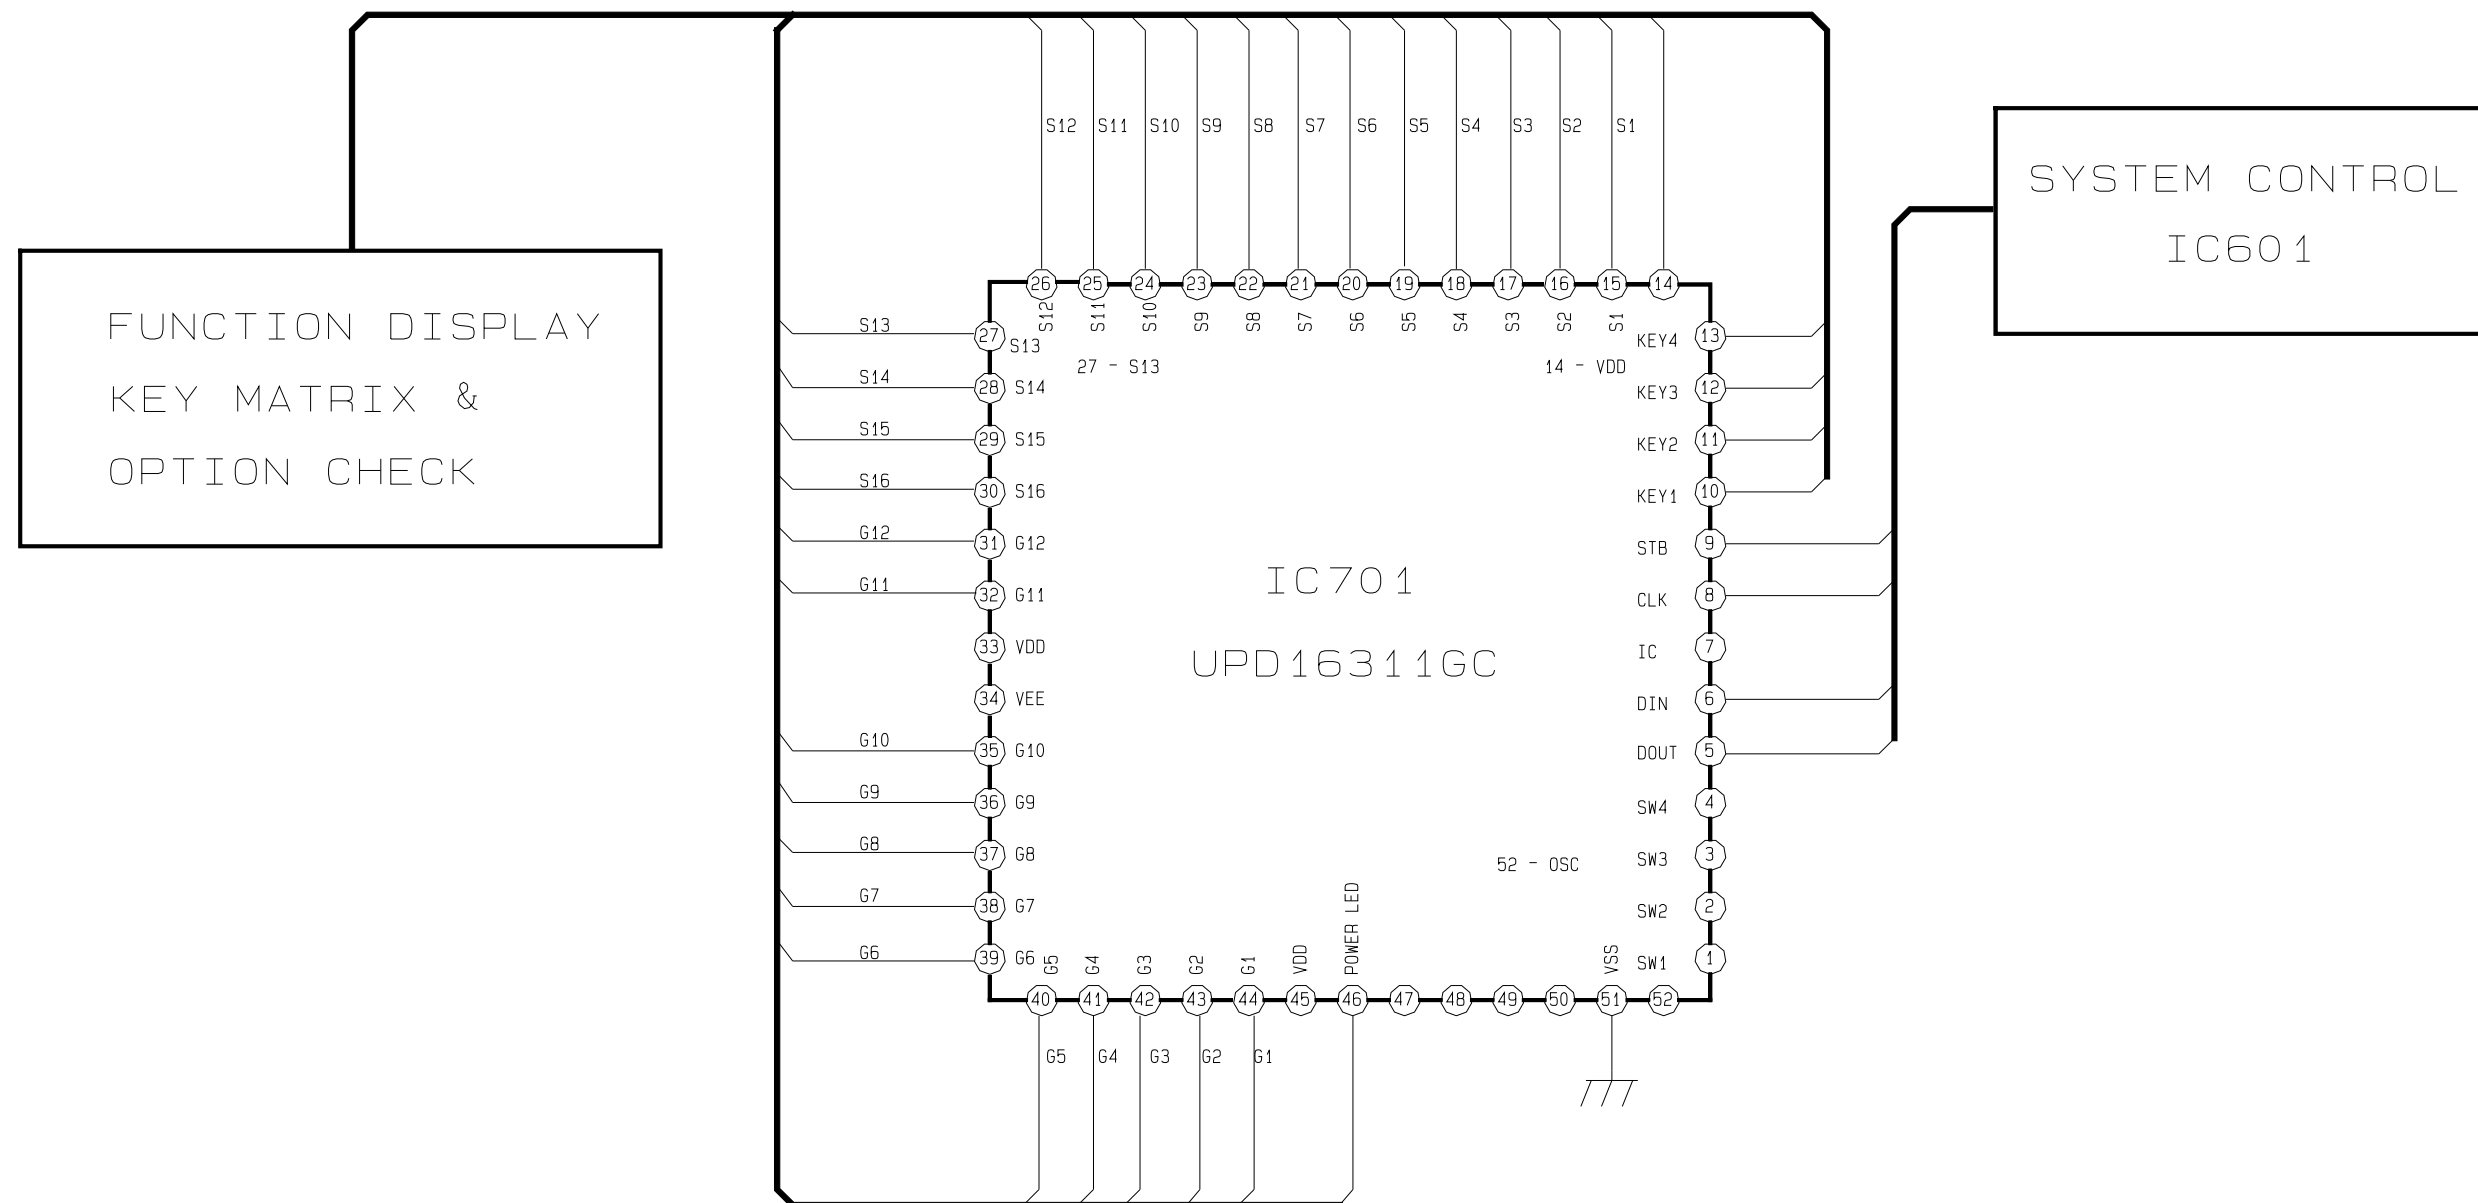 S12 S11 S10 S9 S8 S7 S6 S5 S4 S3 S2 S1
SYSTEM CONTROL
IC601
FUNCTION DISPLAY
KEY MATRIX &
OPTION CHECK
26 25 24 23 22 21 20 19 18 17 16 15 14
S12 S11 S10 S9 S8 S7 S6 S5 S4 S3 S2 S1
S13 27 S13
KEY4 13
27 - S13
14 - VDD
S14 28 S14
KEY3 12
S15 29 S15
KEY2 11
S16 30 S16
KEY1 10
G12 31 G12
STB 9
G11 32 G11
CLK 8
IC701
33 VDD
IC 7
UPD16311GC
34 VEE
DIN 6
G10 35 G10
DOUT 5
G9 36 G9
SW4 4
G8 37 G8
SW3 3
52 - OSC
G7 38 G7
SW2 2
G6 39 G6
SW1 1
G5 G4 G3 G2 G1 VDD POWER LED VSS
40 41 42 43 44 45 46 47 48 49 50 51 52
G5 G4 G3 G2 G1